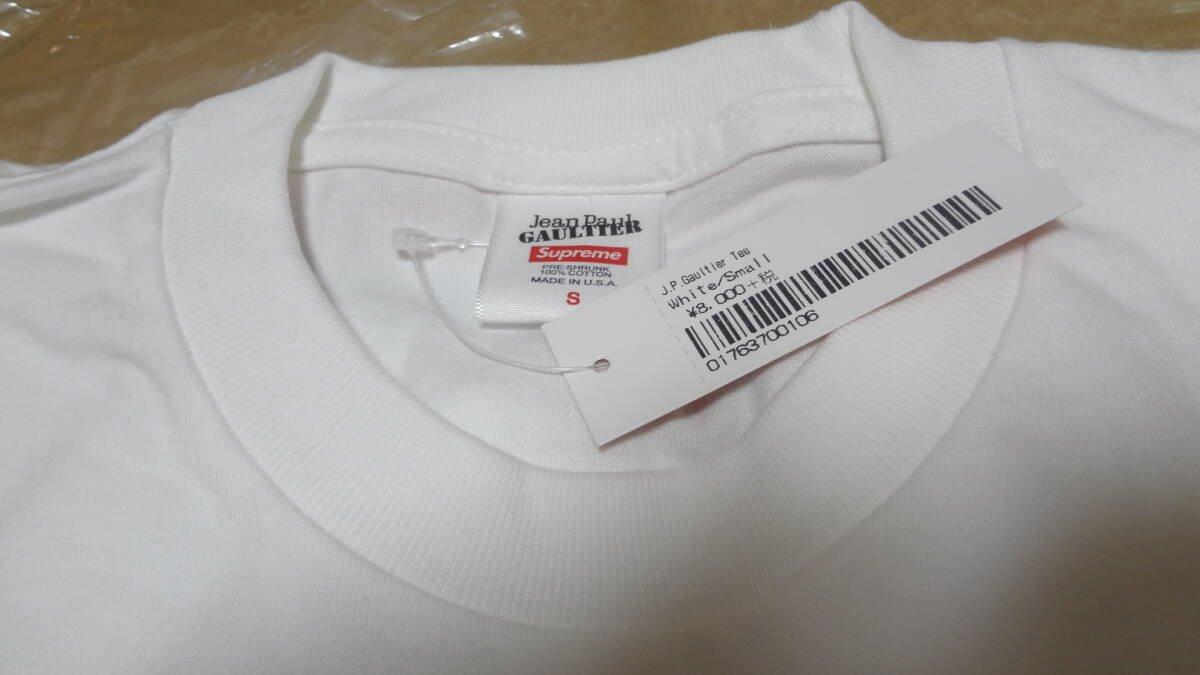 Jean Paul
GAULTIER
Supreme
PRE-SHRUNK
100% COTTON
MADE IN U.S.A.
S
J.P.Gaultier Tee
White/Small
¥8,000+税
01763700106